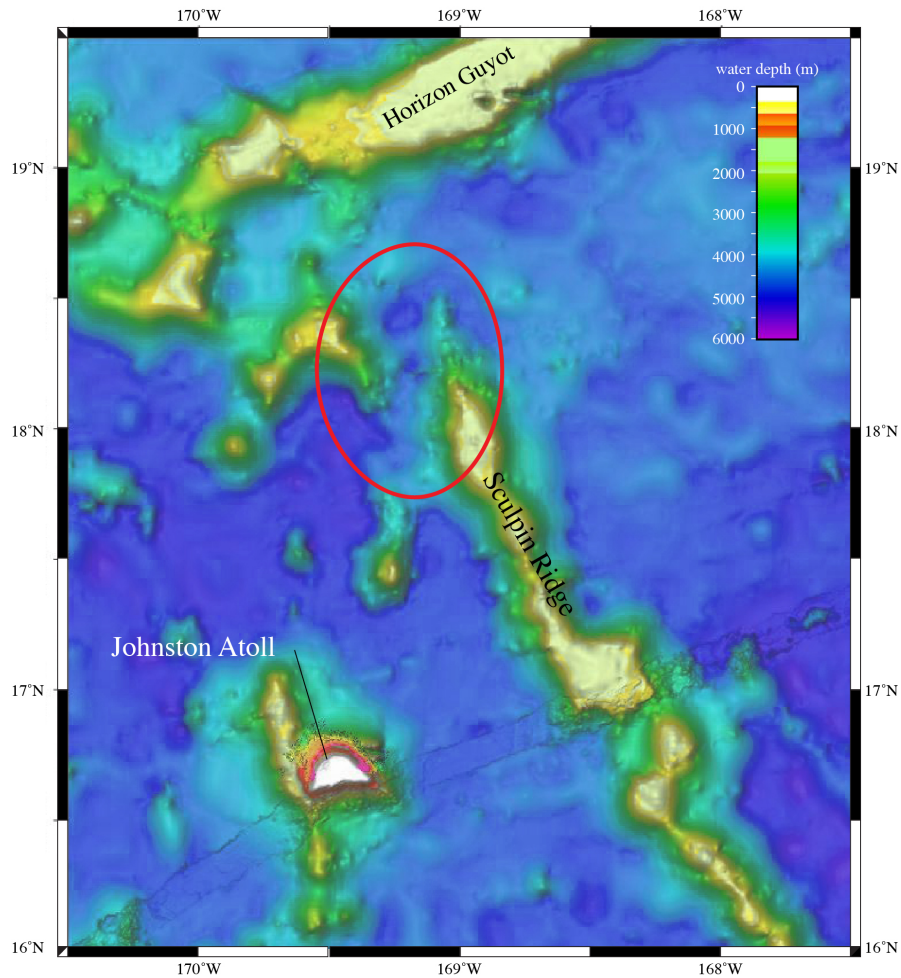 170°W 169°W 168°W
Horizon Guyot
water depth (m)
0
1000
2000
3000
4000
5000
6000
19°N 19°N
18°N 18°N
Sculpin Ridge
Johnston Atoll
17°N 17°N
16°N 16°N
170°W 169°W 168°W